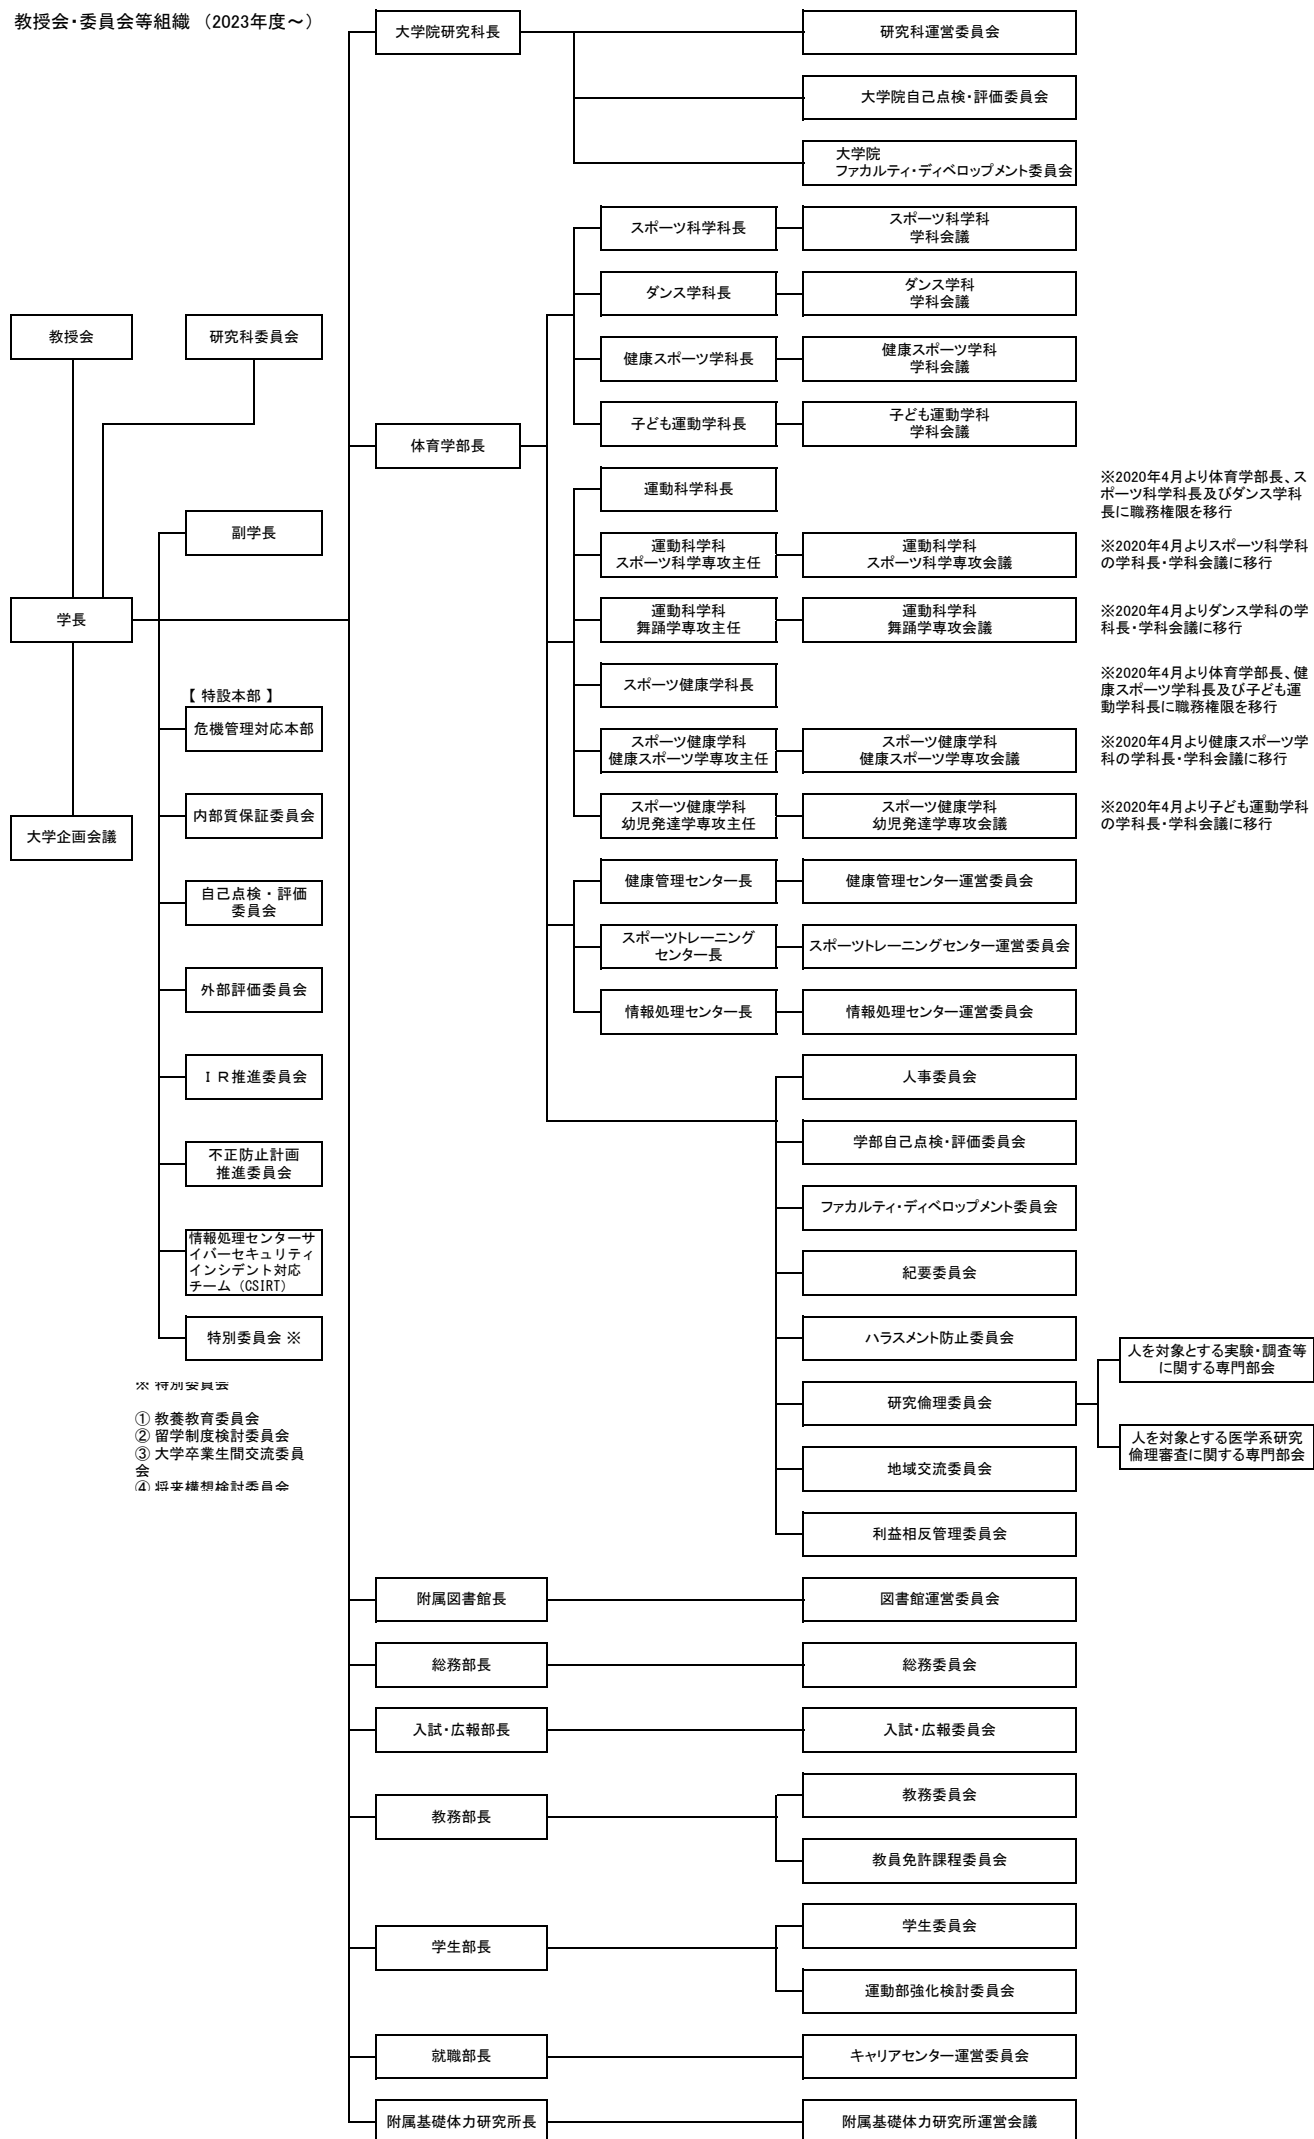 教授会・委員会等組織 （2023年度～）
大学院研究科長
研究科運営委員会
大学院自己点検・評価委員会
大学院
ファカルティ・ディベロップメント委員会
スポーツ科学科長
スポーツ科学科
学科会議
ダンス学科長
ダンス学科
学科会議
教授会
研究科委員会
健康スポーツ学科長
健康スポーツ学科
学科会議
子ども運動学科長
子ども運動学科
学科会議
体育学部長
運動科学科長
※2020年4月より体育学部長、ス
ポーツ科学科長及びダンス学科
長に職務権限を移行
副学長
運動科学科
スポーツ科学専攻主任
運動科学科
スポーツ科学専攻会議
※2020年4月よりスポーツ科学科
の学科長・学科会議に移行
学長
運動科学科
舞踊学専攻主任
運動科学科
舞踊学専攻会議
※2020年4月よりダンス学科の学
科長・学科会議に移行
スポーツ健康学科長
※2020年4月より体育学部長、健
康スポーツ学科長及び子ども運
動学科長に職務権限を移行
【 特設本部 】
危機管理対応本部
スポーツ健康学科
健康スポーツ学専攻主任
スポーツ健康学科
健康スポーツ学専攻会議
※2020年4月より健康スポーツ学
科の学科長・学科会議に移行
大学企画会議
内部質保証委員会
スポーツ健康学科
幼児発達学専攻主任
スポーツ健康学科
幼児発達学専攻会議
※2020年4月より子ども運動学科
の学科長・学科会議に移行
自己点検・評価
委員会
健康管理センター長
健康管理センター運営委員会
スポーツトレーニング
センター長
スポーツトレーニングセンター運営委員会
外部評価委員会
情報処理センター長
情報処理センター運営委員会
ＩＲ推進委員会
人事委員会
不正防止計画
推進委員会
学部自己点検・評価委員会
ファカルティ・ディベロップメント委員会
情報処理センターサ
イバーセキュリティ
インシデント対応
チーム（CSIRT）
紀要委員会
特別委員会 ※
ハラスメント防止委員会
人を対象とする実験・調査等
に関する専門部会
※ 特別委員会
① 教養教育委員会
② 留学制度検討委員会
③ 大学卒業生間交流委員
会
④ 将来構想検討委員会
研究倫理委員会
人を対象とする医学系研究
倫理審査に関する専門部会
地域交流委員会
利益相反管理委員会
附属図書館長
図書館運営委員会
総務部長
総務委員会
入試・広報部長
入試・広報委員会
教務部長
教務委員会
教員免許課程委員会
学生部長
学生委員会
運動部強化検討委員会
就職部長
キャリアセンター運営委員会
附属基礎体力研究所長
附属基礎体力研究所運営会議